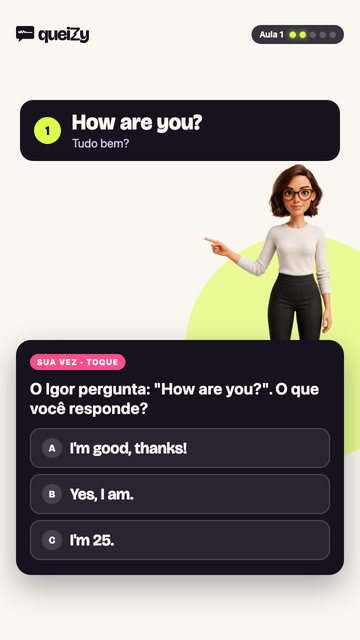 queiZy
Aula 1
1
How are you?
Tudo bem?
SUA VEZ · TOQUE
O Igor pergunta: "How are you?". O que
você responde?
A I'm good, thanks!
B Yes, I am.
C I'm 25.